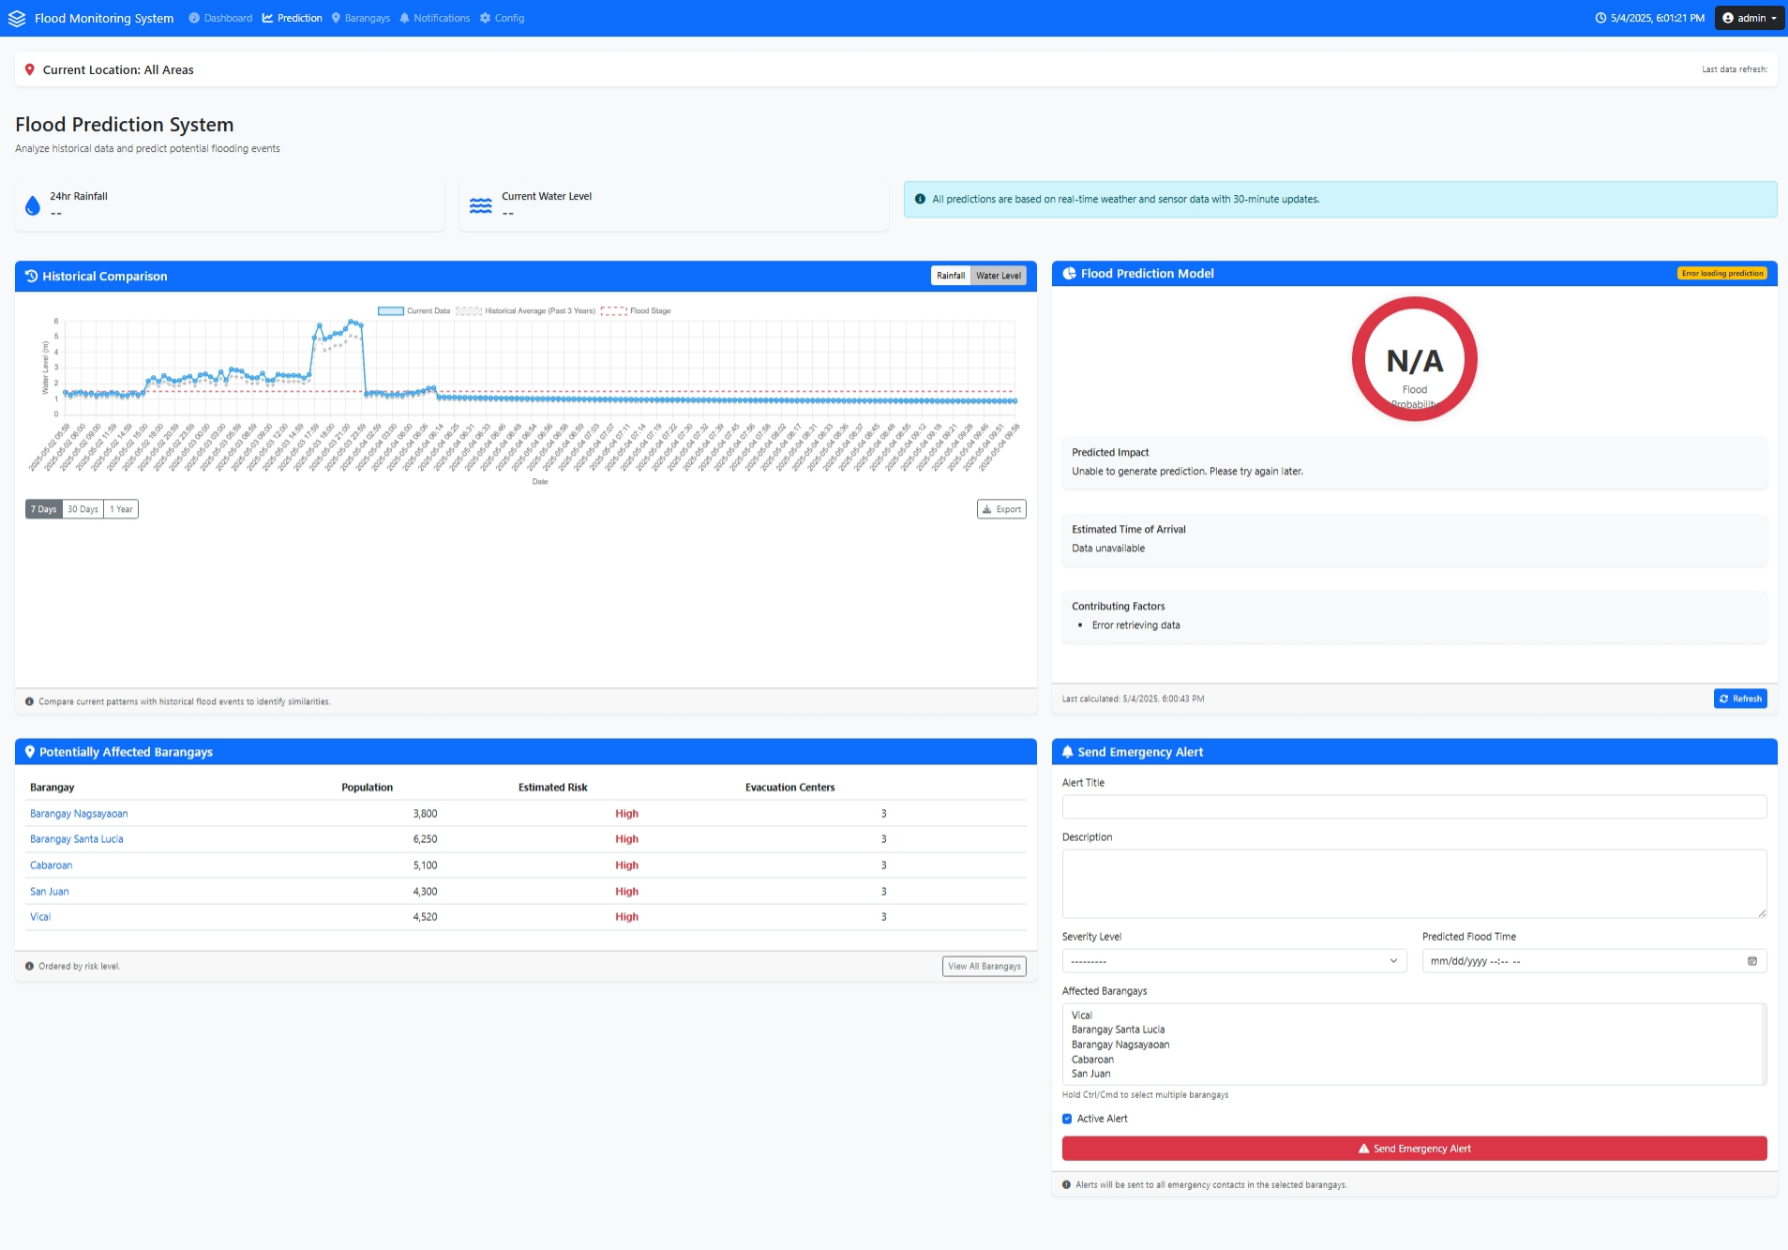 Flood Monitoring System Dashboard Prediction Barangays Notifications Config 5/4/2025, 6:01:21 PM admin
Current Location: All Areas Last data refresh:
Flood Prediction System
Analyze historical data and predict potential flooding events
24hr Rainfall
--
Current Water Level
--
All predictions are based on real-time weather and sensor data with 30-minute updates.
Historical Comparison Rainfall Water Level
Current Data Historical Average (Past 3 Years) Flood Stage
Water Level (m)
6
5
4
3
2
1
0
Date
7 Days 30 Days 1 Year Export
Compare current patterns with historical flood events to identify similarities.
Flood Prediction Model Error loading prediction
N/A
Flood
Probability
Predicted Impact
Unable to generate prediction. Please try again later.
Estimated Time of Arrival
Data unavailable
Contributing Factors
• Error retrieving data
Last calculated: 5/4/2025, 6:00:43 PM Refresh
Potentially Affected Barangays
Barangay Population Estimated Risk Evacuation Centers
Barangay Nagsayaoan 3,800 High 3
Barangay Santa Lucia 6,250 High 3
Cabaroan 5,100 High 3
San Juan 4,300 High 3
Vical 4,520 High 3
Ordered by risk level. View All Barangays
Send Emergency Alert
Alert Title
Description
Severity Level Predicted Flood Time
--------- mm/dd/yyyy --:-- --
Affected Barangays
Vical
Barangay Santa Lucia
Barangay Nagsayaoan
Cabaroan
San Juan
Hold Ctrl/Cmd to select multiple barangays
Active Alert
Send Emergency Alert
Alerts will be sent to all emergency contacts in the selected barangays.